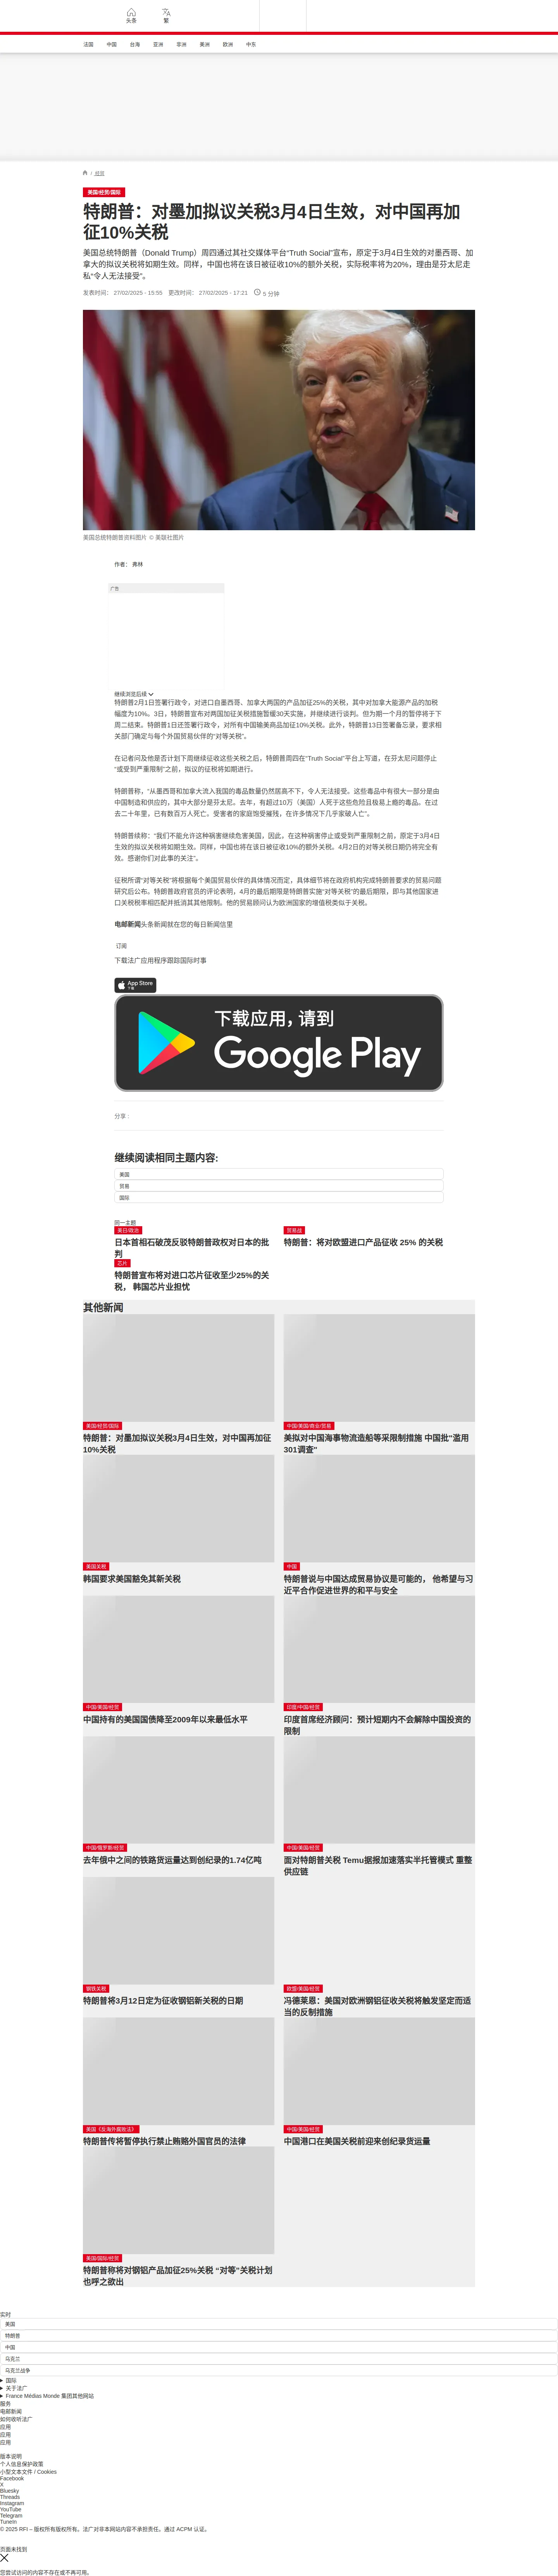 头条
繁
法国
中国
台海
亚洲
非洲
美洲
欧洲
中东
/ 经贸
美国/经贸/国际
特朗普：对墨加拟议关税3月4日生效，对中国再加
征10%关税
美国总统特朗普（Donald Trump）周四通过其社交媒体平台“Truth Social”宣布，原定于3月4日生效的对墨西哥、加
拿大的拟议关税将如期生效。同样，中国也将在该日被征收10%的额外关税，实际税率将为20%，理由是芬太尼走
私“令人无法接受”。
发表时间： 27/02/2025 - 15:55 更改时间： 27/02/2025 - 17:21 5 分钟
美国总统特朗普资料图片 © 美联社图片
作者： 弗林
广告
继续浏览后续
特朗普2月1日签署行政令，对进口自墨西哥、加拿大两国的产品加征25%的关税，其中对加拿大能源产品的加税
幅度为10%。3日，特朗普宣布对两国加征关税措施暂缓30天实施，并继续进行谈判。但为期一个月的暂停将于下
周二结束。特朗普1日还签署行政令，对所有中国输美商品加征10%关税。此外，特朗普13日签署备忘录，要求相
关部门确定与每个外国贸易伙伴的“对等关税”。
在记者问及他是否计划下周继续征收这些关税之后，特朗普周四在“Truth Social”平台上写道，在芬太尼问题停止
“或受到严重限制”之前，拟议的征税将如期进行。
特朗普称，“从墨西哥和加拿大流入我国的毒品数量仍然居高不下，令人无法接受。这些毒品中有很大一部分是由
中国制造和供应的，其中大部分是芬太尼。去年，有超过10万（美国）人死于这些危险且极易上瘾的毒品。在过
去二十年里，已有数百万人死亡。受害者的家庭饱受摧残，在许多情况下几乎家破人亡”。
特朗普续称：“我们不能允许这种祸害继续危害美国，因此，在这种祸害停止或受到严重限制之前，原定于3月4日
生效的拟议关税将如期生效。同样，中国也将在该日被征收10%的额外关税。4月2日的对等关税日期仍将完全有
效。感谢你们对此事的关注”。
征税所谓“对等关税”将根据每个美国贸易伙伴的具体情况而定，具体细节将在政府机构完成特朗普要求的贸易问题
研究后公布。特朗普政府官员的评论表明，4月的最后期限是特朗普实施“对等关税”的最后期限，即与其他国家进
口关税税率相匹配并抵消其其他限制。他的贸易顾问认为欧洲国家的增值税类似于关税。
电邮新闻头条新闻就在您的每日新闻信里
订阅
下载法广应用程序跟踪国际时事
App Store
下载
下载应用，请到
Google Play
分享 :
继续阅读相同主题内容:
美国
贸易
国际
同一主题
美日/政治
日本首相石破茂反驳特朗普政权对日本的批
判
贸易战
特朗普：将对欧盟进口产品征收 25% 的关税
芯片
特朗普宣布将对进口芯片征收至少25%的关
税， 韩国芯片业担忧
其他新闻
美国/经贸/国际
特朗普：对墨加拟议关税3月4日生效，对中国再加征
10%关税
中国/美国/商业/贸易
美拟对中国海事物流造船等采限制措施 中国批"滥用
301调查"
美国关税
韩国要求美国豁免其新关税
中国
特朗普说与中国达成贸易协议是可能的， 他希望与习
近平合作促进世界的和平与安全
中国/美国/经贸
中国持有的美国国债降至2009年以来最低水平
印度/中国/经贸
印度首席经济顾问：预计短期内不会解除中国投资的
限制
中国/俄罗斯/经贸
去年俄中之间的铁路货运量达到创纪录的1.74亿吨
中国/美国/经贸
面对特朗普关税 Temu据报加速落实半托管模式 重整
供应链
钢铁关税
特朗普将3月12日定为征收钢铝新关税的日期
欧盟/美国/经贸
冯德莱恩：美国对欧洲钢铝征收关税将触发坚定而适
当的反制措施
美国《反海外腐败法》
特朗普传将暂停执行禁止贿赂外国官员的法律
中国/美国/经贸
中国港口在美国关税前迎来创纪录货运量
美国/国际/经贸
特朗普称将对钢铝产品加征25%关税 “对等”关税计划
也呼之欲出
实时
美国
特朗普
中国
乌克兰
乌克兰战争
国际
关于法广
France Médias Monde 集团其他网站
服务
电邮新闻
如何收听法广
应用
应用
应用
版本说明
个人信息保护政策
小型文本文件 / Cookies
Facebook
X
Bluesky
Threads
Instagram
YouTube
Telegram
TuneIn
© 2025 RFI – 版权所有版权所有。法广对非本网站内容不承担责任。通过 ACPM 认证。
页面未找到
您尝试访问的内容不存在或不再可用。